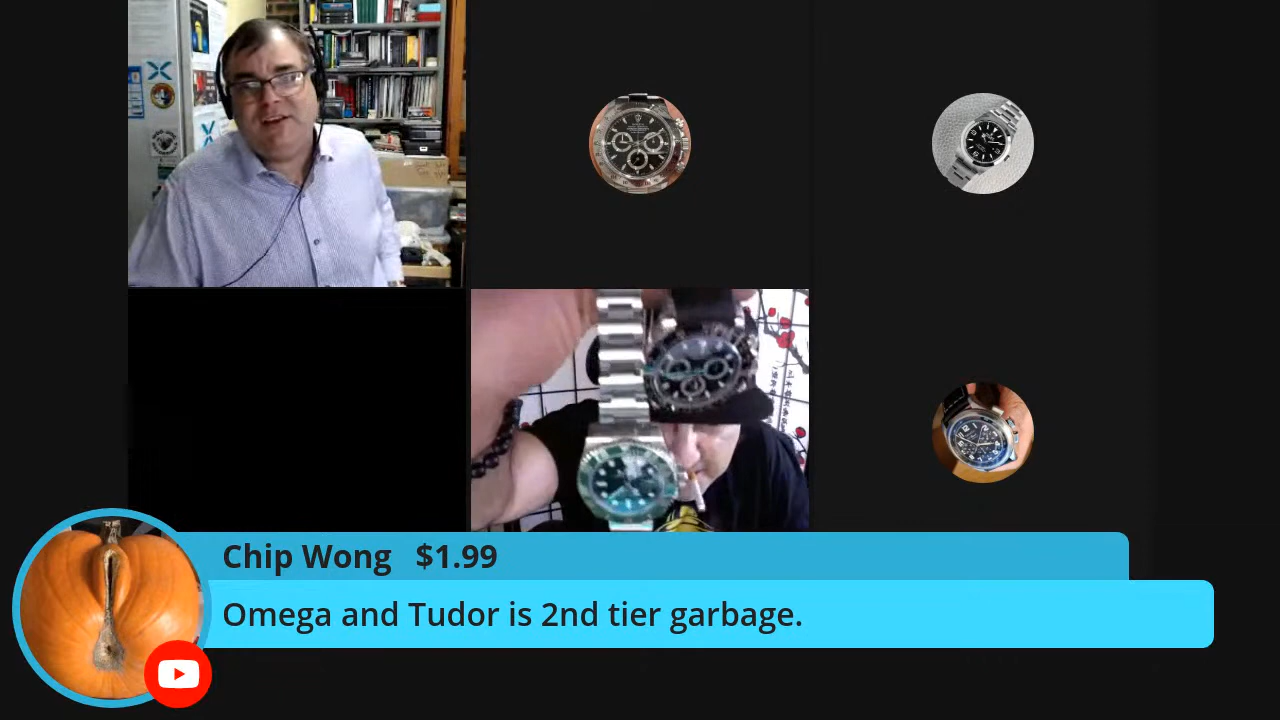 Chip Wong $1.99
Omega and Tudor is 2nd tier garbage.